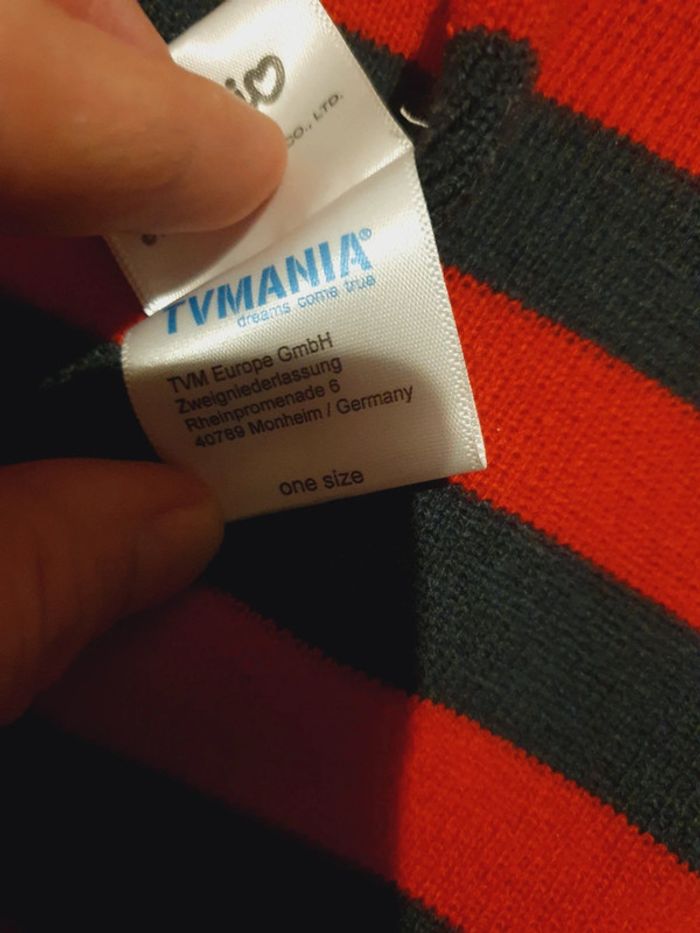 CO., LTD.
TVMANIA®
dreams come true
TVM Europe GmbH
Zweigniederlassung
Rheinpromenade 6
40789 Monheim / Germany
one size